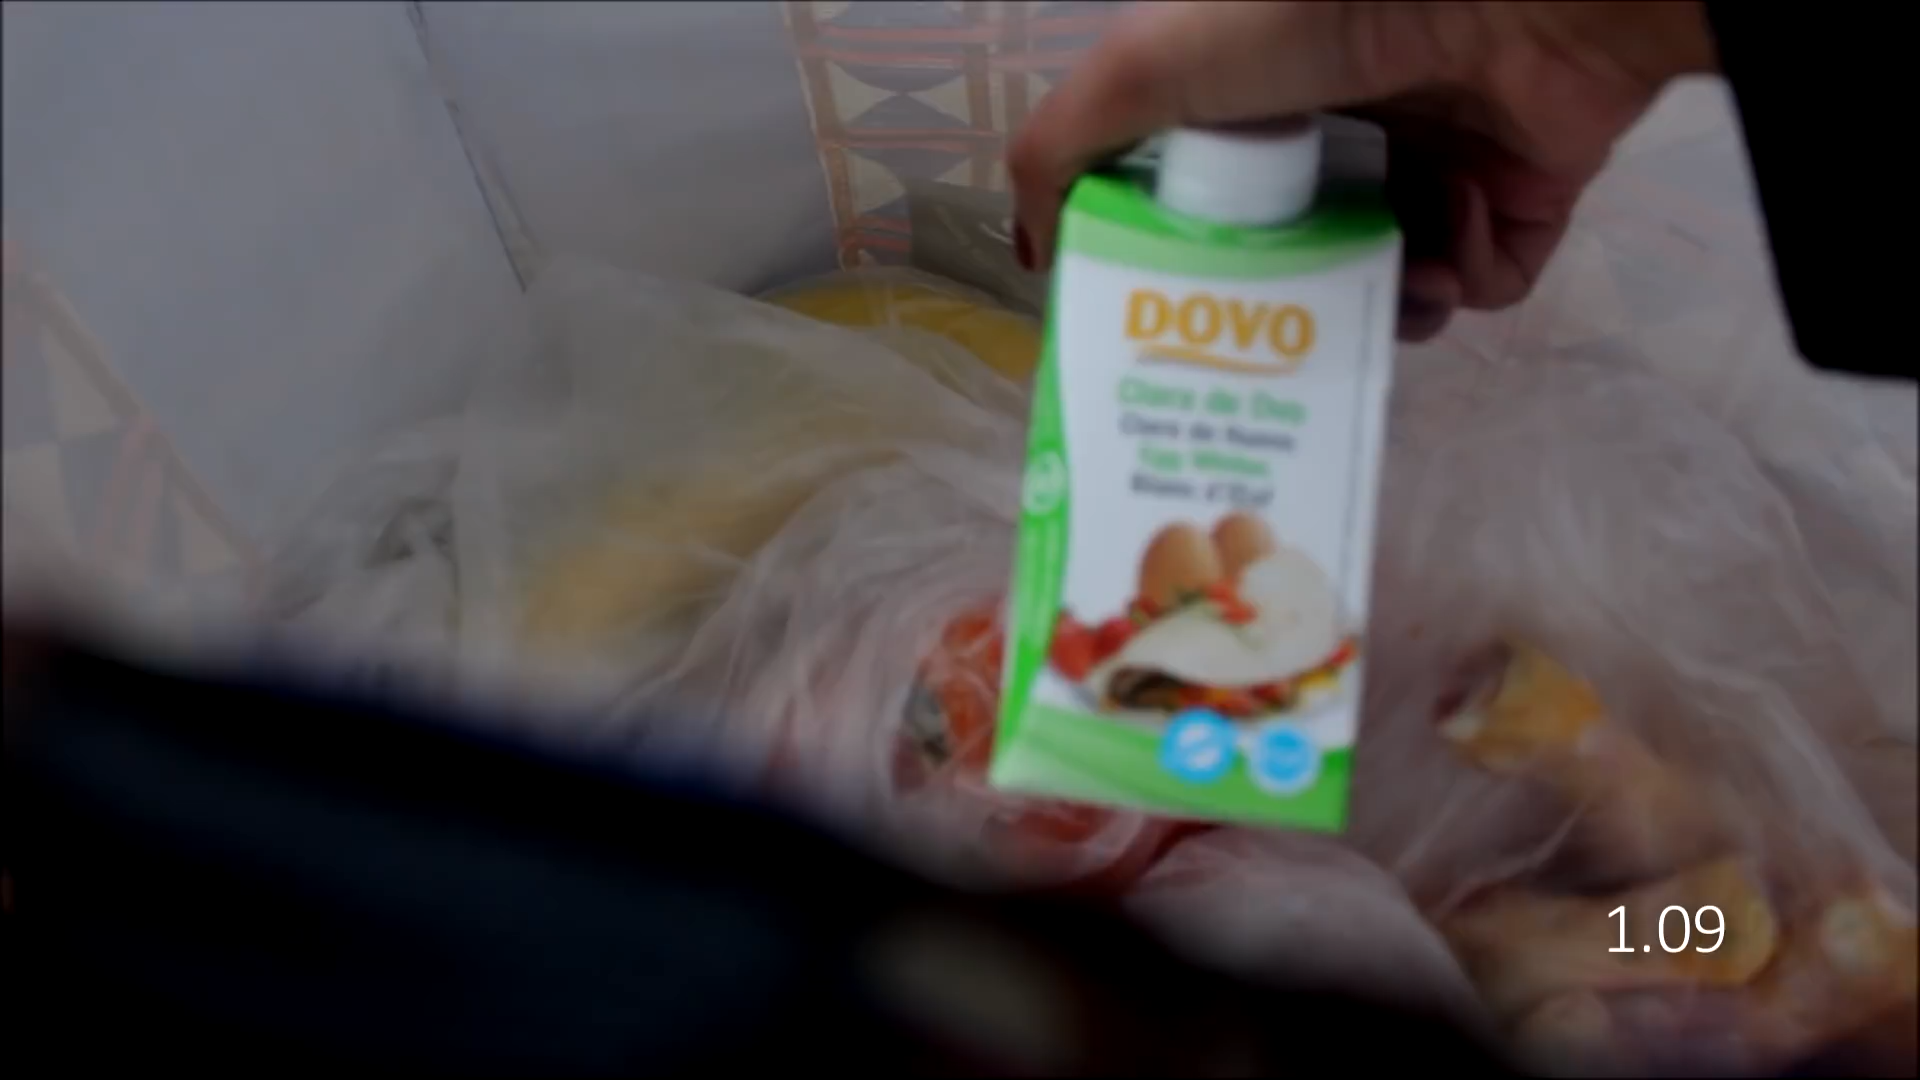 DOVO
Clara de Ovo
Clara de Huevo
Egg Whites
Blanc d'Œuf
1.09